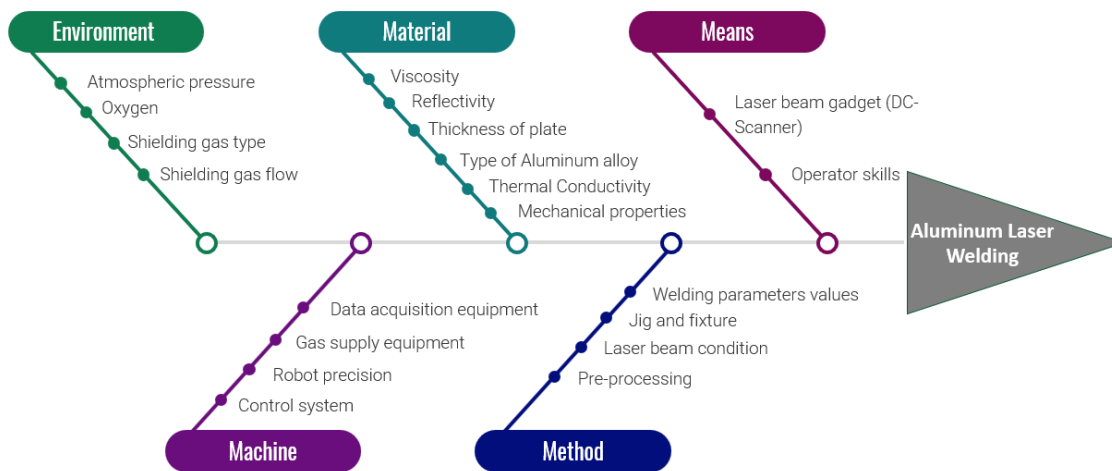 Environment
Material
Means
Atmospheric pressure
Oxygen
Shielding gas type
Shielding gas flow
Viscosity
Reflectivity
Thickness of plate
Type of Aluminum alloy
Thermal Conductivity
Mechanical properties
Laser beam gadget (DC-
Scanner)
Operator skills
Aluminum Laser
Welding
Data acquisition equipment
Gas supply equipment
Robot precision
Control system
Welding parameters values
Jig and fixture
Laser beam condition
Pre-processing
Machine
Method